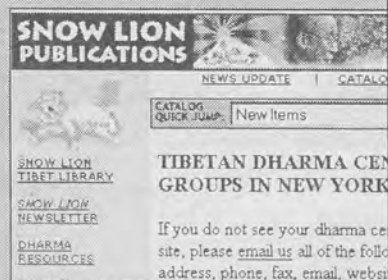 SNOW LION
PUBLICATIONS
NEWS UPDATE | CATALO
CATALOG
QUICK JUMP: New Items
SNOW LION
TIBET LIBRARY
SNOW LION
NEWSLETTER
DHARMA
RESOURCES
TIBETAN DHARMA CEN
GROUPS IN NEW YORK
If you do not see your dharma cen
site, please email us all of the follo
address, phone, fax, email, websi